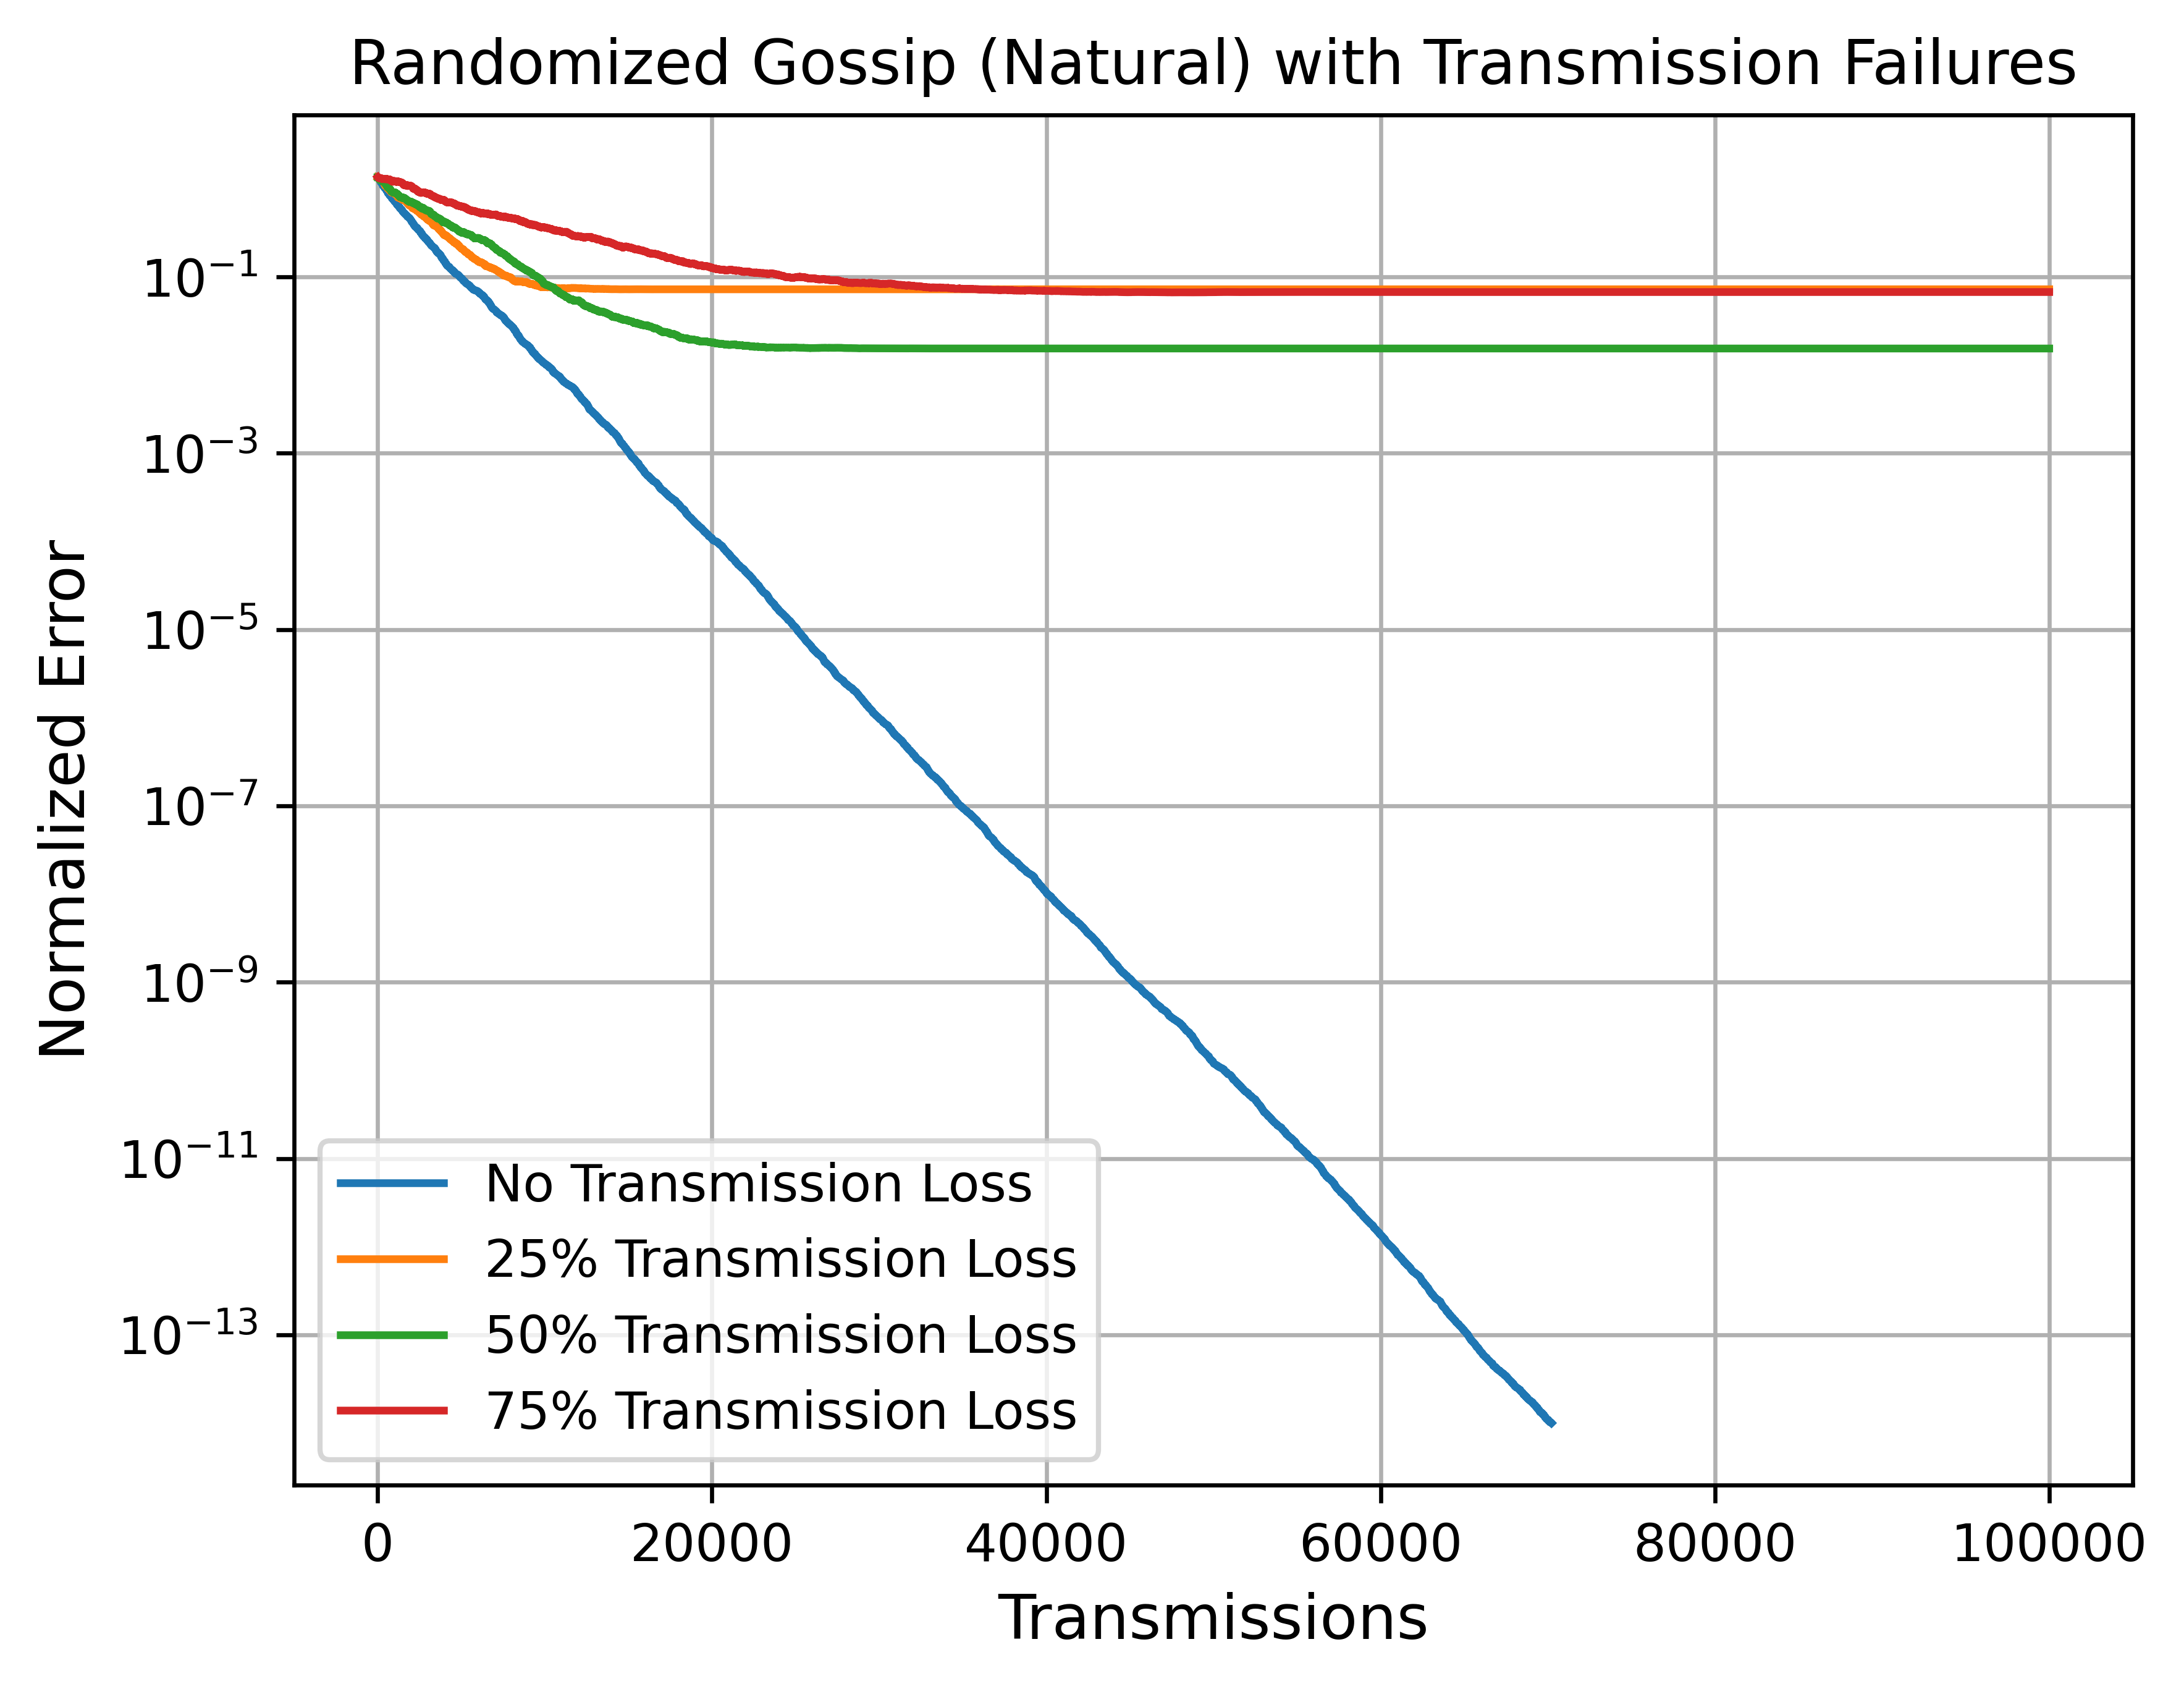 Randomized Gossip (Natural) with Transmission Failures
Normalized Error
10^{-1}
10^{-3}
10^{-5}
10^{-7}
10^{-9}
10^{-11}
10^{-13}
No Transmission Loss
25% Transmission Loss
50% Transmission Loss
75% Transmission Loss
0 20000 40000 60000 80000 100000
Transmissions